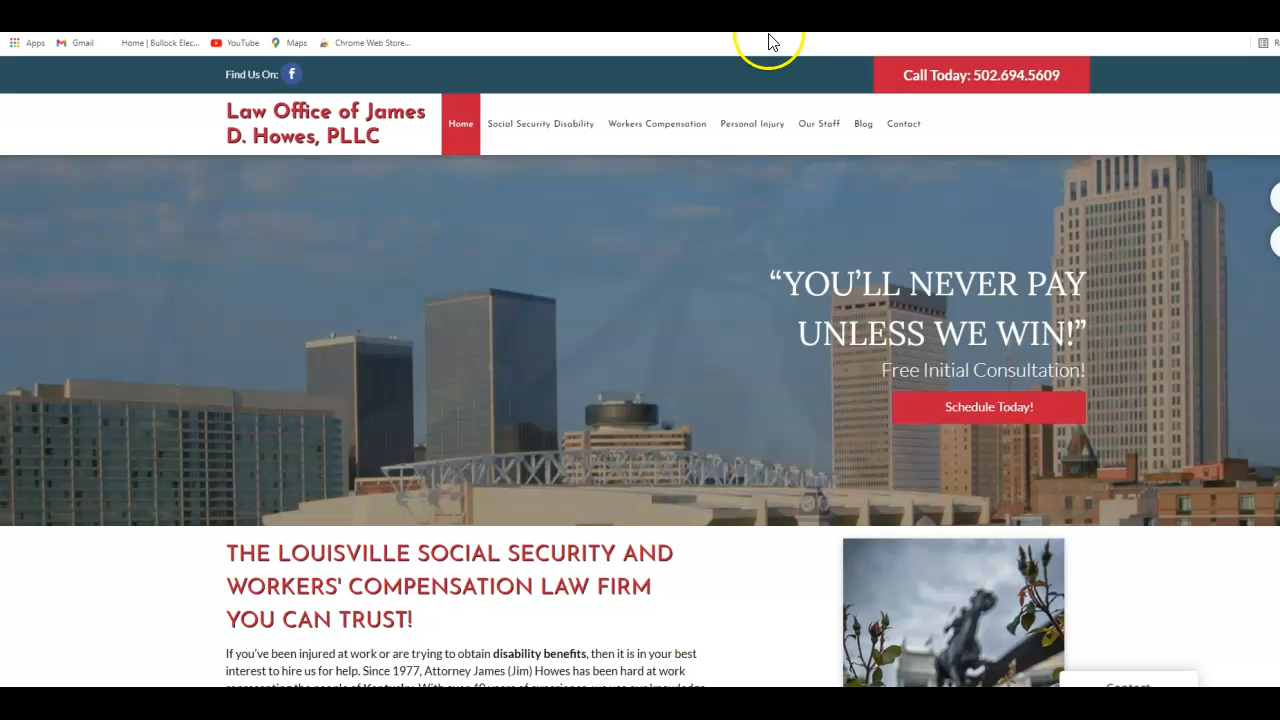 Apps Gmail Home | Bullock Elec... YouTube Maps Chrome Web Store...
Find Us On: f
Call Today: 502.694.5609
Law Office of James
D. Howes, PLLC
Home Social Security Disability Workers Compensation Personal Injury Our Staff Blog Contact
“YOU’LL NEVER PAY
UNLESS WE WIN!”
Free Initial Consultation!
Schedule Today!
THE LOUISVILLE SOCIAL SECURITY AND
WORKERS' COMPENSATION LAW FIRM
YOU CAN TRUST!
If you’ve been injured at work or are trying to obtain disability benefits, then it is in your best
interest to hire us for help. Since 1977, Attorney James (Jim) Howes has been hard at work